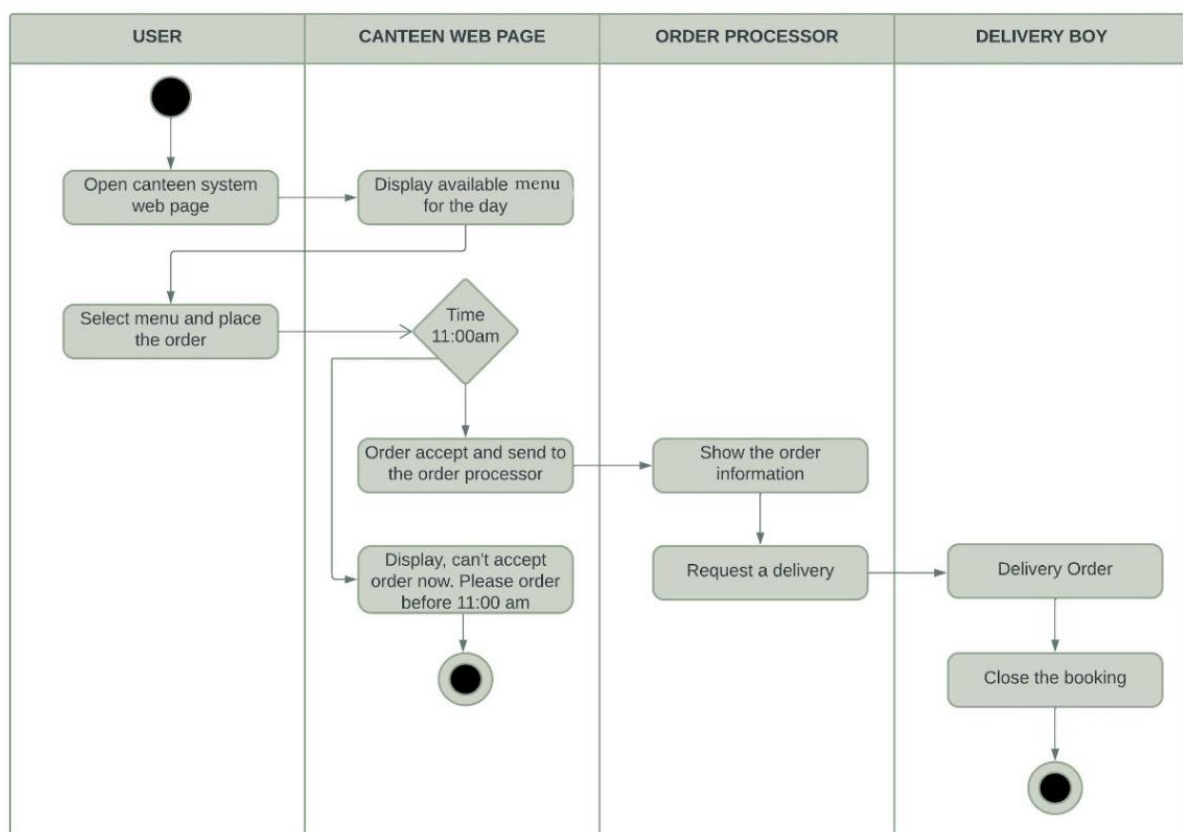 USER
CANTEEN WEB PAGE
ORDER PROCESSOR
DELIVERY BOY
Open canteen system
web page
Display available menu
for the day
Select menu and place
the order
Time
11:00am
Order accept and send to
the order processor
Show the order
information
Display, can't accept
order now. Please order
before 11:00 am
Request a delivery
Delivery Order
Close the booking